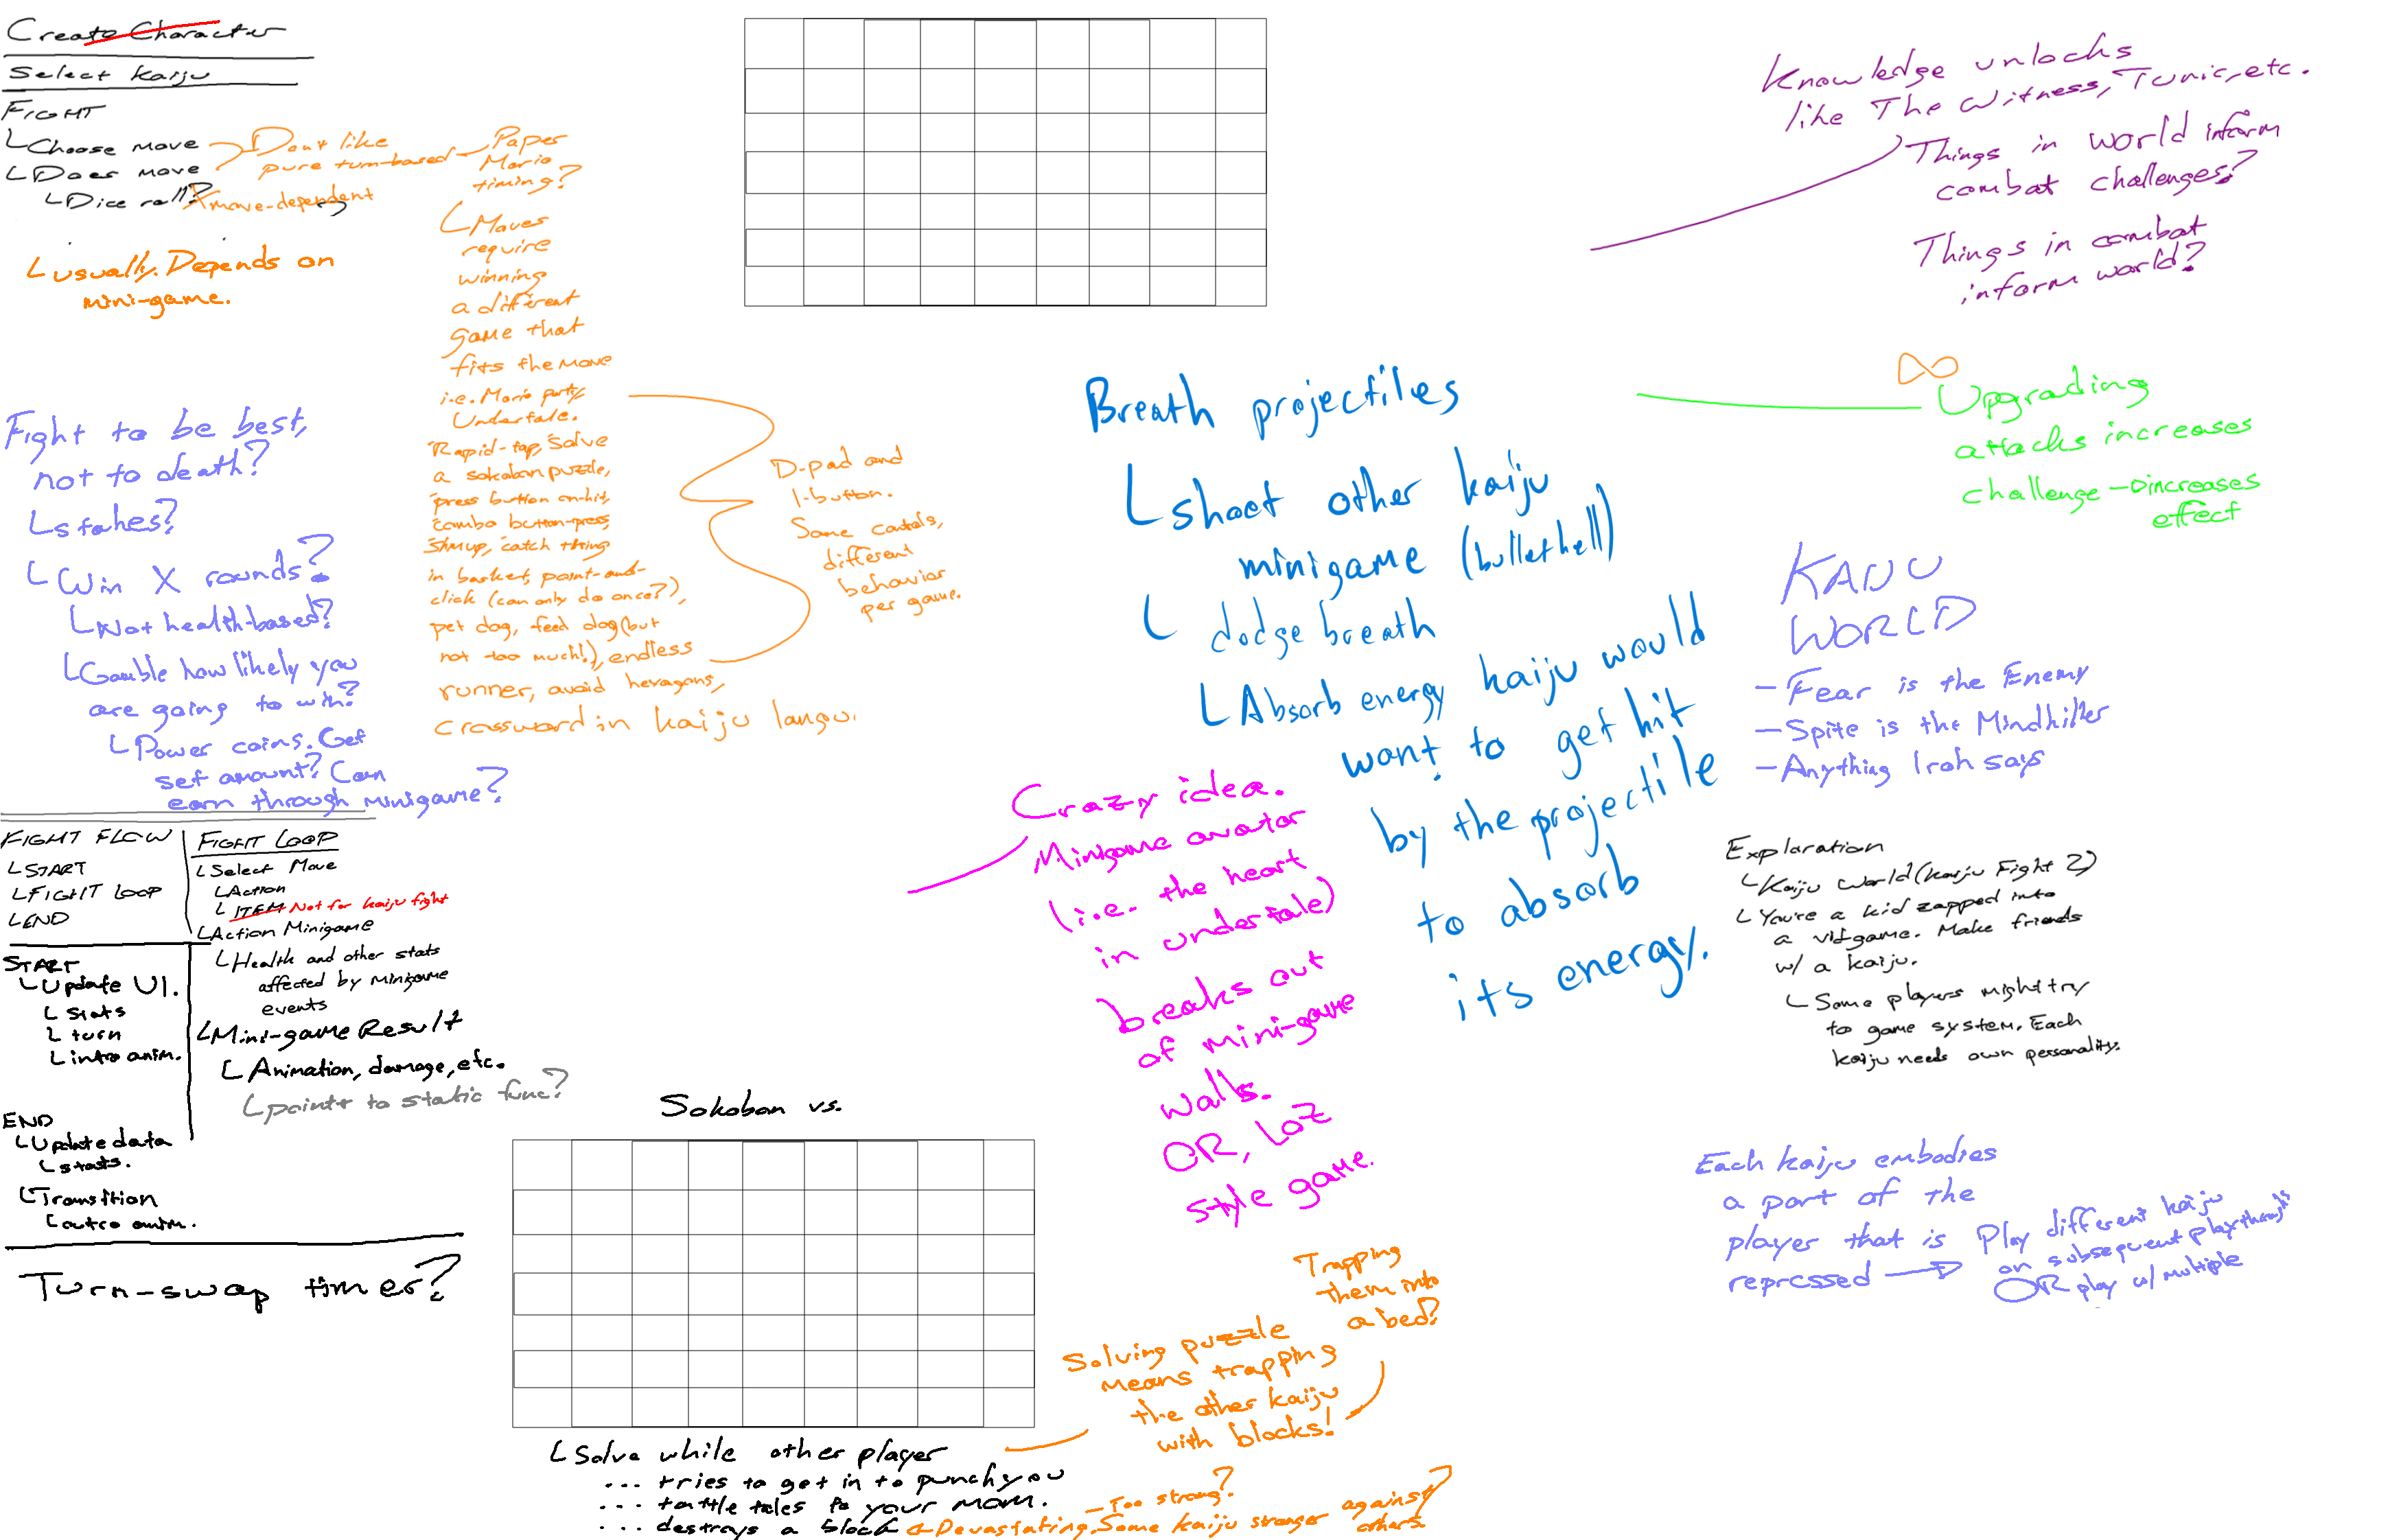 Create Character
Select Kaiju
FIGHT
Choose move
Does move
Dice roll?
move-dependent
Don't like
pure turn-based
Paper
Mario
timing?
usually. Depends on
mini-game.
Moves
require
winning
a different
game that
fits the move
i.e. Mario party,
Undertale.
Rapid-tap, solve
a sokoban puzzle,
press button on-hit,
combo button-press,
shmup, catch thing
in basket, point-and-
click (can only do once?),
pet dog, feed dog (but
not too much!), endless
runner, avoid hexagons,
crossword in kaiju langu.
D-pad and
1-button.
Same controls,
different
behavior
per game.
Fight to be best,
not to death?
Stakes?
Win X rounds?
Not health-based?
Gamble how likely you
are going to win?
Power coins. Get
set amount? Can
earn through minigame?
FIGHT FLOW
START
FIGHT LOOP
END
FIGHT LOOP
Select Move
Action
ITEM Not for kaiju fight
Action Minigame
Health and other stats
affected by minigame
events
Mini-game Result
Animation, damage, etc.
point to static func?
START
Update UI.
stats
turn
intro anim.
END
Update data
stats.
Transition
outro anim.
Turn-swap timer?
Sokoban vs.
Solve while other player
... tries to get in to punch you
... tattle tales to your mom.
... destroys a block
Too strong?
Devastating. Some kaiju stronger against
others?
Solving puzzle
means trapping
the other kaiju
with blocks!
Trapping
them into
a bed?
Crazy idea.
Minigame avatar
(i.e. the heart
in undertale)
breaks out
of mini-game
walls.
OR, LOZ
style game.
Breath projectiles
shoot other kaiju
minigame (bullethell)
dodge breath
Absorb energy kaiju would
want to get hit
by the projectile
to absorb
its energy.
Knowledge unlocks
like The Witness, Tunic, etc.
Things in world inform
combat challenges?
Things in combat
inform world?
∞
Upgrading
attacks increases
challenge → increases
effect
KAIJU
WORLD
- Fear is the Enemy
- Spite is the Mindkiller
- Anything Iroh says
Exploration
Kaiju World (Kaiju Fight 2)
You're a kid zapped into
a vidgame. Make friends
w/ a kaiju.
Some players might try
to game system. Each
kaiju needs own personality.
Each kaiju embodies
a part of the
player that is
repressed →
Play different kaiju
on subsequent playthroughs
OR play w/ multiple